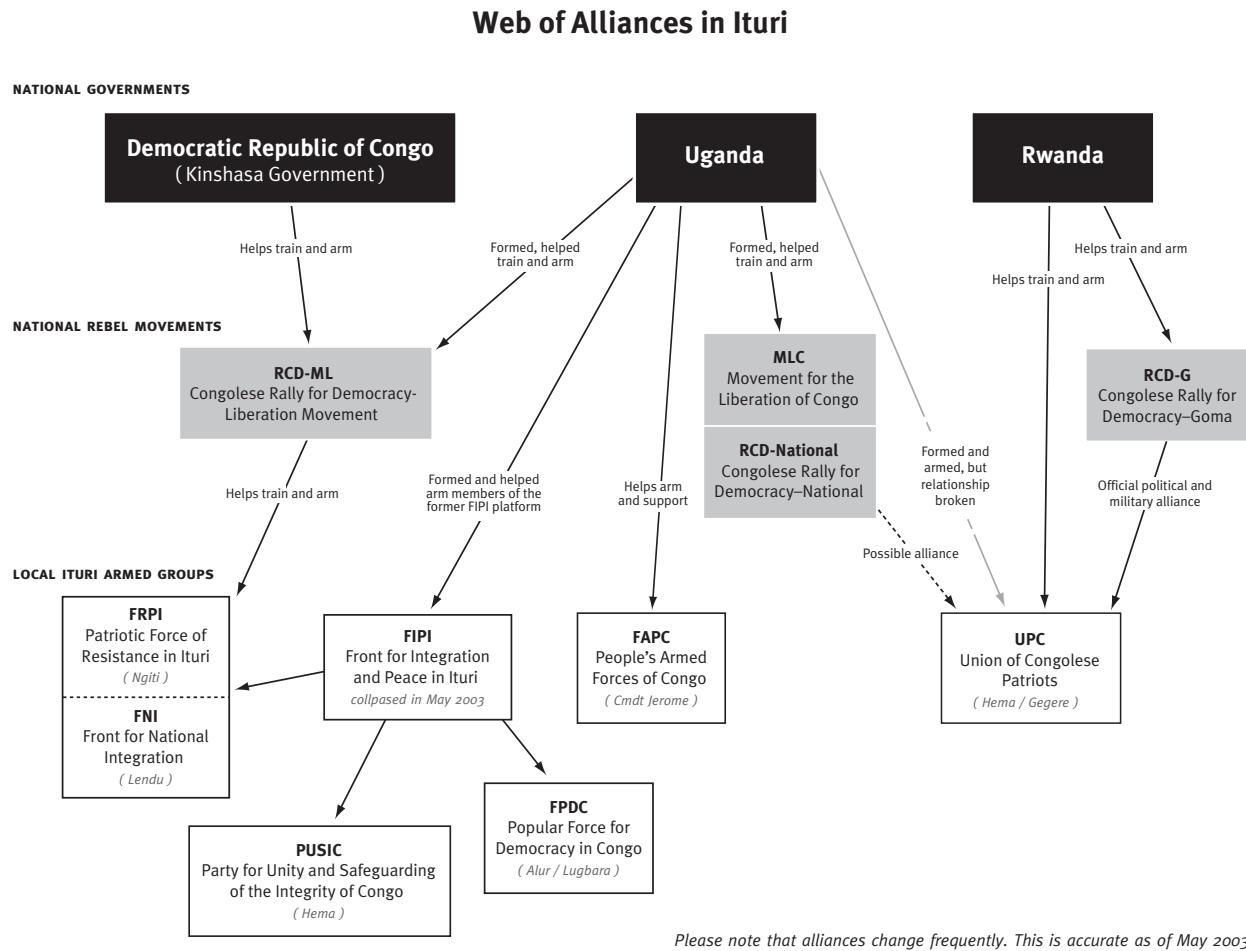 Web of Alliances in Ituri
NATIONAL GOVERNMENTS
Democratic Republic of Congo
( Kinshasa Government )
Uganda
Rwanda
Helps train and arm
Formed, helped
train and arm
Formed, helped
train and arm
Helps train and arm
Helps train and arm
NATIONAL REBEL MOVEMENTS
RCD-ML
Congolese Rally for Democracy-
Liberation Movement
MLC
Movement for the
Liberation of Congo
RCD-National
Congolese Rally for
Democracy–National
RCD-G
Congolese Rally for
Democracy–Goma
Helps train and arm
Formed and helped
arm members of the
former FIPI platform
Helps arm
and support
Formed and
armed, but
relationship
broken
Official political and
military alliance
Possible alliance
LOCAL ITURI ARMED GROUPS
FRPI
Patriotic Force of
Resistance in Ituri
( Ngiti )
FNI
Front for National
Integration
( Lendu )
FIPI
Front for Integration
and Peace in Ituri
collpased in May 2003
FAPC
People's Armed
Forces of Congo
( Cmdt Jerome )
UPC
Union of Congolese
Patriots
( Hema / Gegere )
PUSIC
Party for Unity and Safeguarding
of the Integrity of Congo
( Hema )
FPDC
Popular Force for
Democracy in Congo
( Alur / Lugbara )
Please note that alliances change frequently. This is accurate as of May 2003